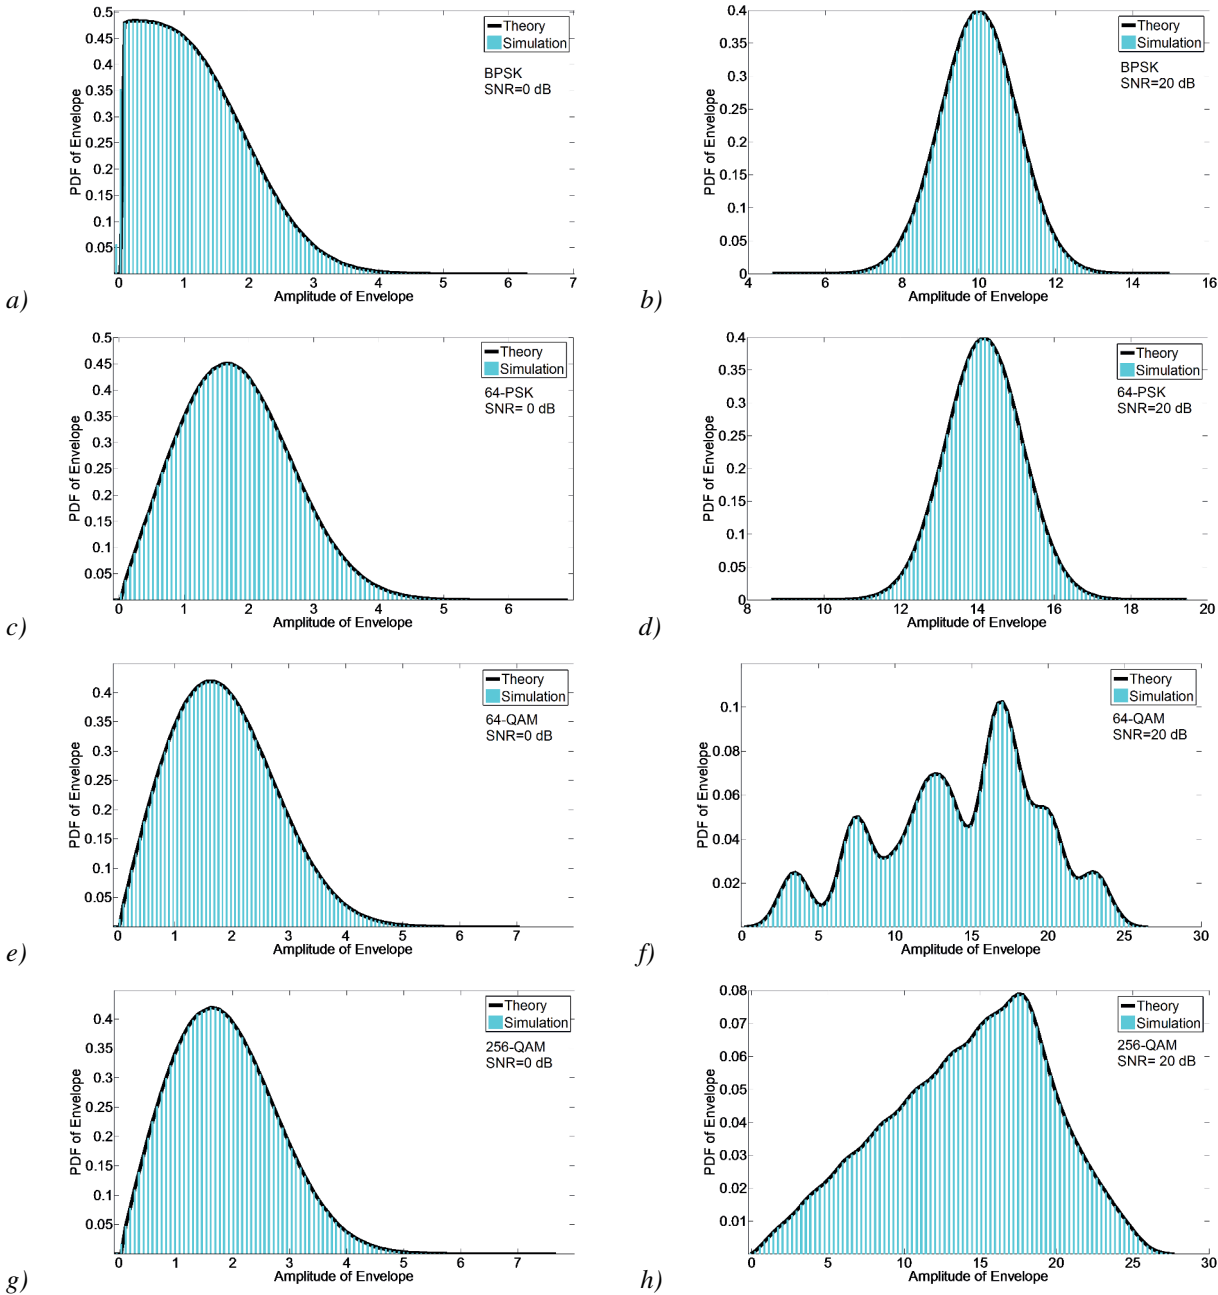 0.5
0.45
0.4
0.35
0.3
0.25
0.2
0.15
0.1
0.05
PDF of Envelope
Theory
Simulation
BPSK
SNR=0 dB
0 1 2 3 4 5 6 7
Amplitude of Envelope
a)
0.4
0.35
0.3
0.25
0.2
0.15
0.1
0.05
0
PDF of Envelope
Theory
Simulation
BPSK
SNR=20 dB
4 6 8 10 12 14 16
Amplitude of Envelope
b)
0.5
0.45
0.4
0.35
0.3
0.25
0.2
0.15
0.1
0.05
PDF of Envelope
Theory
Simulation
64-PSK
SNR= 0 dB
0 1 2 3 4 5 6
Amplitude of Envelope
c)
0.4
0.35
0.3
0.25
0.2
0.15
0.1
0.05
0
PDF of Envelope
Theory
Simulation
64-PSK
SNR=20 dB
8 10 12 14 16 18 20
Amplitude of Envelope
d)
0.4
0.35
0.3
0.25
0.2
0.15
0.1
0.05
PDF of Envelope
Theory
Simulation
64-QAM
SNR=0 dB
0 1 2 3 4 5 6 7
Amplitude of Envelope
e)
0.1
0.08
0.06
0.04
0.02
PDF of Envelope
Theory
Simulation
64-QAM
SNR=20 dB
0 5 10 15 20 25 30
Amplitude of Envelope
f)
0.4
0.35
0.3
0.25
0.2
0.15
0.1
0.05
PDF of Envelope
Theory
Simulation
256-QAM
SNR=0 dB
0 1 2 3 4 5 6 7
Amplitude of Envelope
g)
0.08
0.07
0.06
0.05
0.04
0.03
0.02
0.01
PDF of Envelope
Theory
Simulation
256-QAM
SNR= 20 dB
0 5 10 15 20 25 30
Amplitude of Envelope
h)